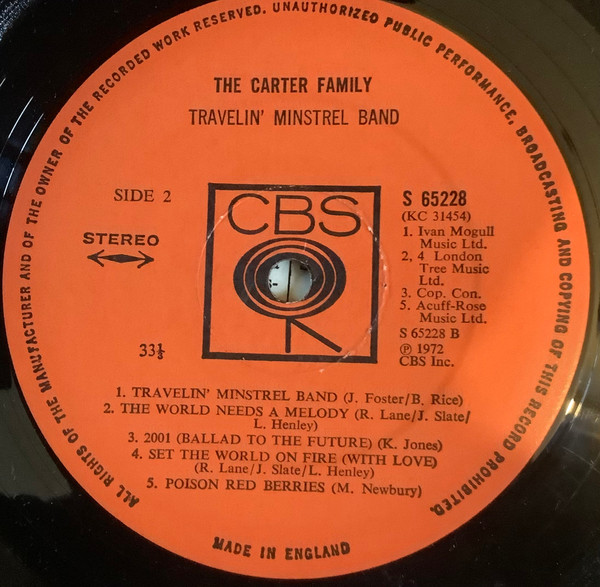 ALL RIGHTS OF THE MANUFACTURER AND OF THE OWNER OF THE RECORDED WORK RESERVED. UNAUTHORIZED PUBLIC PERFORMANCE, BROADCASTING AND COPYING OF THIS RECORD PROHIBITED.
THE CARTER FAMILY
TRAVELIN' MINSTREL BAND
SIDE 2
STEREO
33⅓
CBS
S 65228
(KC 31454)
1. Ivan Mogull
Music Ltd.
2, 4 London
Tree Music
Ltd.
3. Cop. Con.
5. Acuff-Rose
Music Ltd.
S 65228 B
Ⓟ 1972
CBS Inc.
1. TRAVELIN' MINSTREL BAND (J. Foster/B. Rice)
2. THE WORLD NEEDS A MELODY (R. Lane/J. Slate/
L. Henley)
3. 2001 (BALLAD TO THE FUTURE) (K. Jones)
4. SET THE WORLD ON FIRE (WITH LOVE)
(R. Lane/J. Slate/L. Henley)
5. POISON RED BERRIES (M. Newbury)
MADE IN ENGLAND